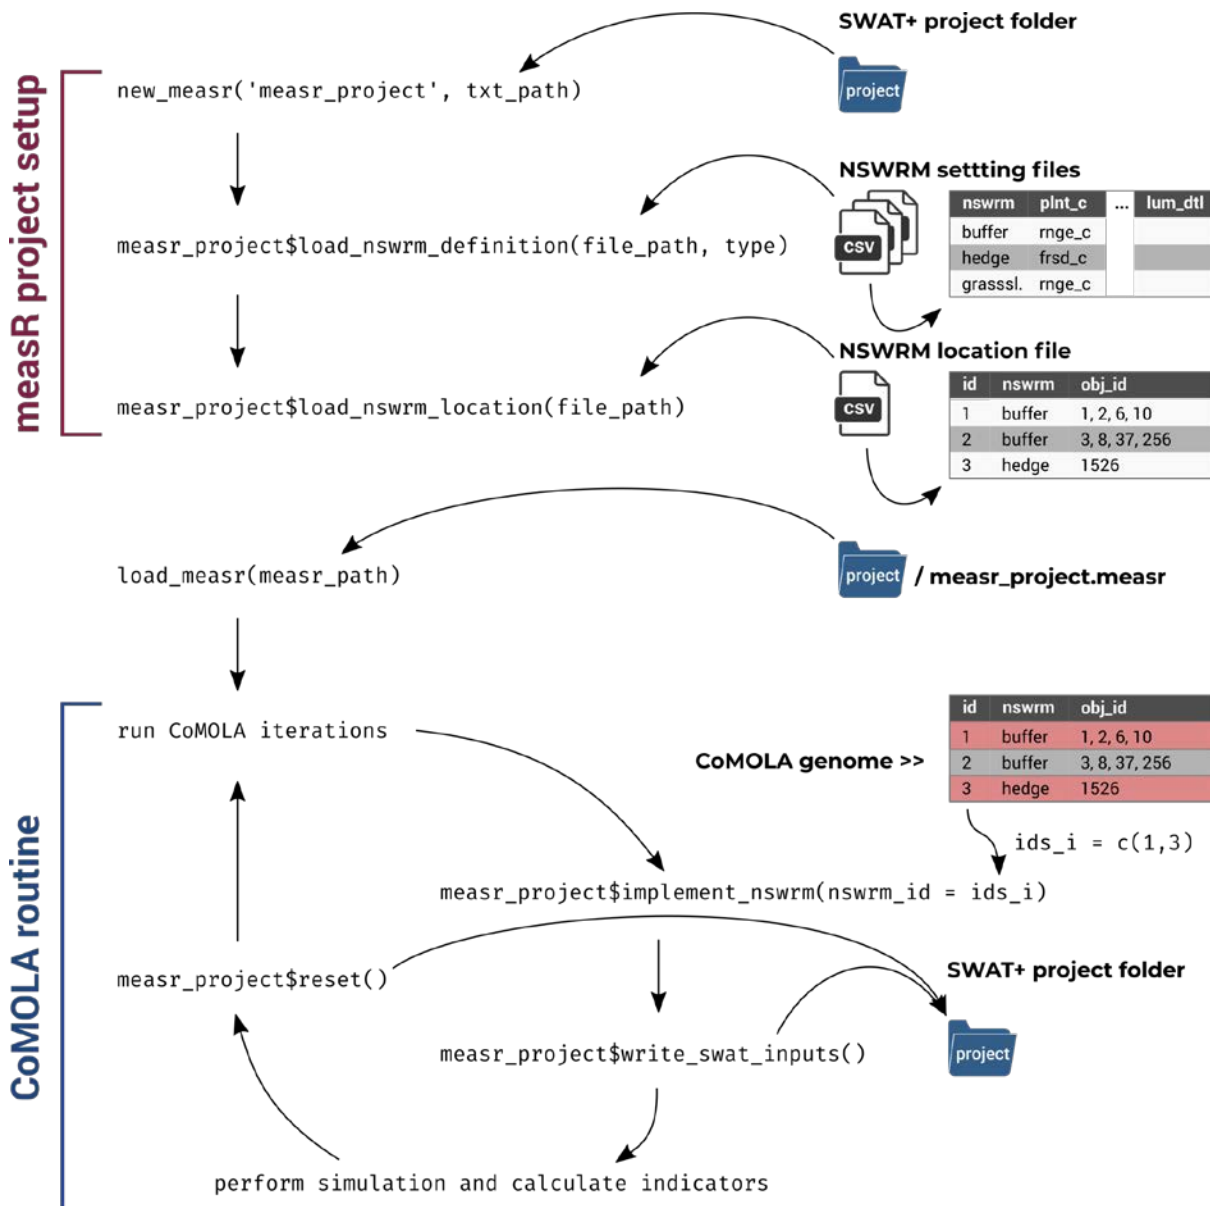 SWAT+ project folder
measR project setup
new_measr('measr_project', txt_path)
project
NSWRM settting files
nswrm plnt_c ... lum_dtl
buffer rnge_c
hedge frsd_c
grasssl. rnge_c
CSV
measr_project$load_nswrm_definition(file_path, type)
NSWRM location file
id nswrm obj_id
1 buffer 1, 2, 6, 10
2 buffer 3, 8, 37, 256
3 hedge 1526
CSV
measr_project$load_nswrm_location(file_path)
load_measr(measr_path)
project / measr_project.measr
CoMOLA routine
run CoMOLA iterations
CoMOLA genome >>
id nswrm obj_id
1 buffer 1, 2, 6, 10
2 buffer 3, 8, 37, 256
3 hedge 1526
ids_i = c(1,3)
measr_project$implement_nswrm(nswrm_id = ids_i)
measr_project$reset()
SWAT+ project folder
measr_project$write_swat_inputs()
project
perform simulation and calculate indicators